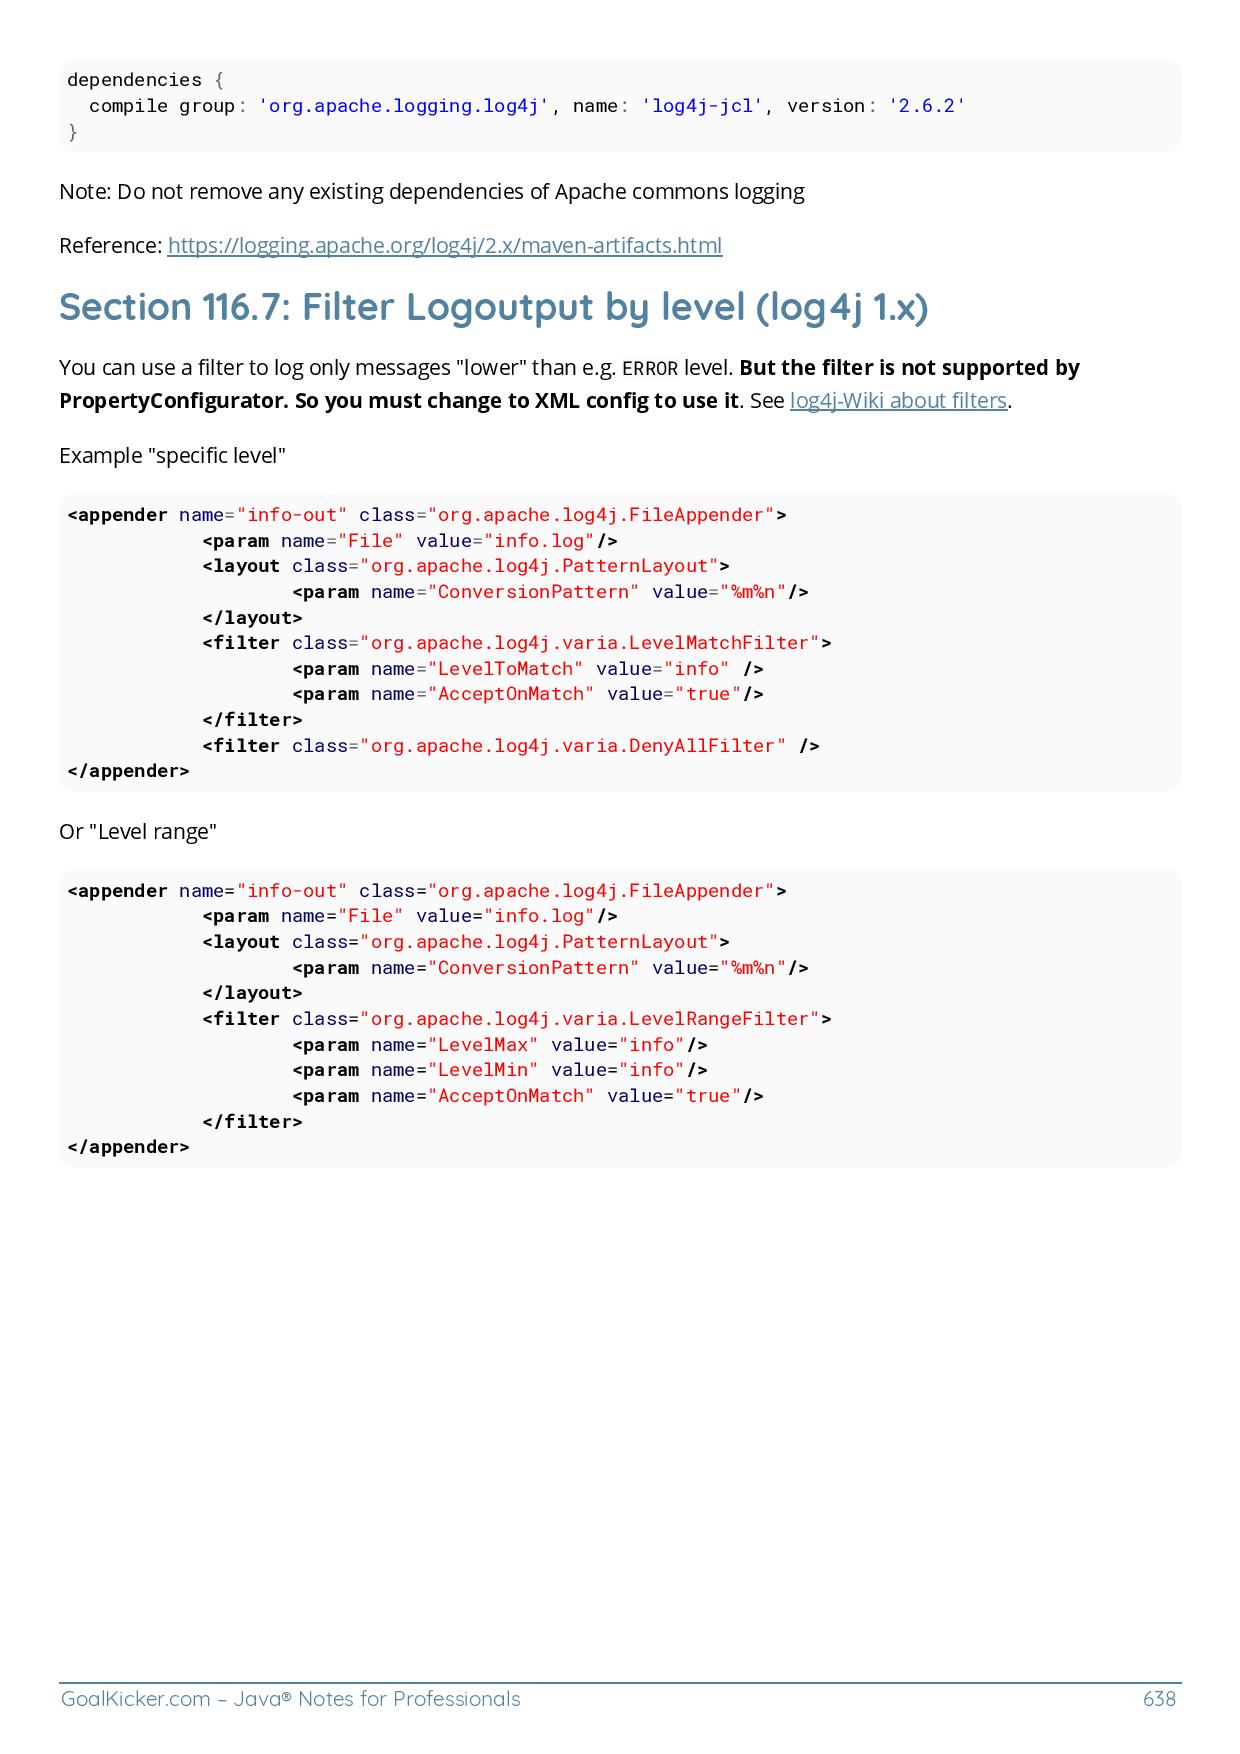 dependencies {
  compile group: 'org.apache.logging.log4j', name: 'log4j-jcl', version: '2.6.2'
}
Note: Do not remove any existing dependencies of Apache commons logging
Reference: https://logging.apache.org/log4j/2.x/maven-artifacts.html
Section 116.7: Filter Logoutput by level (log4j 1.x)
You can use a filter to log only messages "lower" than e.g. ERROR level. But the filter is not supported by
PropertyConfigurator. So you must change to XML config to use it. See log4j-Wiki about filters.
Example "specific level"
<appender name="info-out" class="org.apache.log4j.FileAppender">
            <param name="File" value="info.log"/>
            <layout class="org.apache.log4j.PatternLayout">
                    <param name="ConversionPattern" value="%m%n"/>
            </layout>
            <filter class="org.apache.log4j.varia.LevelMatchFilter">
                    <param name="LevelToMatch" value="info" />
                    <param name="AcceptOnMatch" value="true"/>
            </filter>
            <filter class="org.apache.log4j.varia.DenyAllFilter" />
</appender>
Or "Level range"
<appender name="info-out" class="org.apache.log4j.FileAppender">
            <param name="File" value="info.log"/>
            <layout class="org.apache.log4j.PatternLayout">
                    <param name="ConversionPattern" value="%m%n"/>
            </layout>
            <filter class="org.apache.log4j.varia.LevelRangeFilter">
                    <param name="LevelMax" value="info"/>
                    <param name="LevelMin" value="info"/>
                    <param name="AcceptOnMatch" value="true"/>
            </filter>
</appender>
GoalKicker.com – Java® Notes for Professionals 638